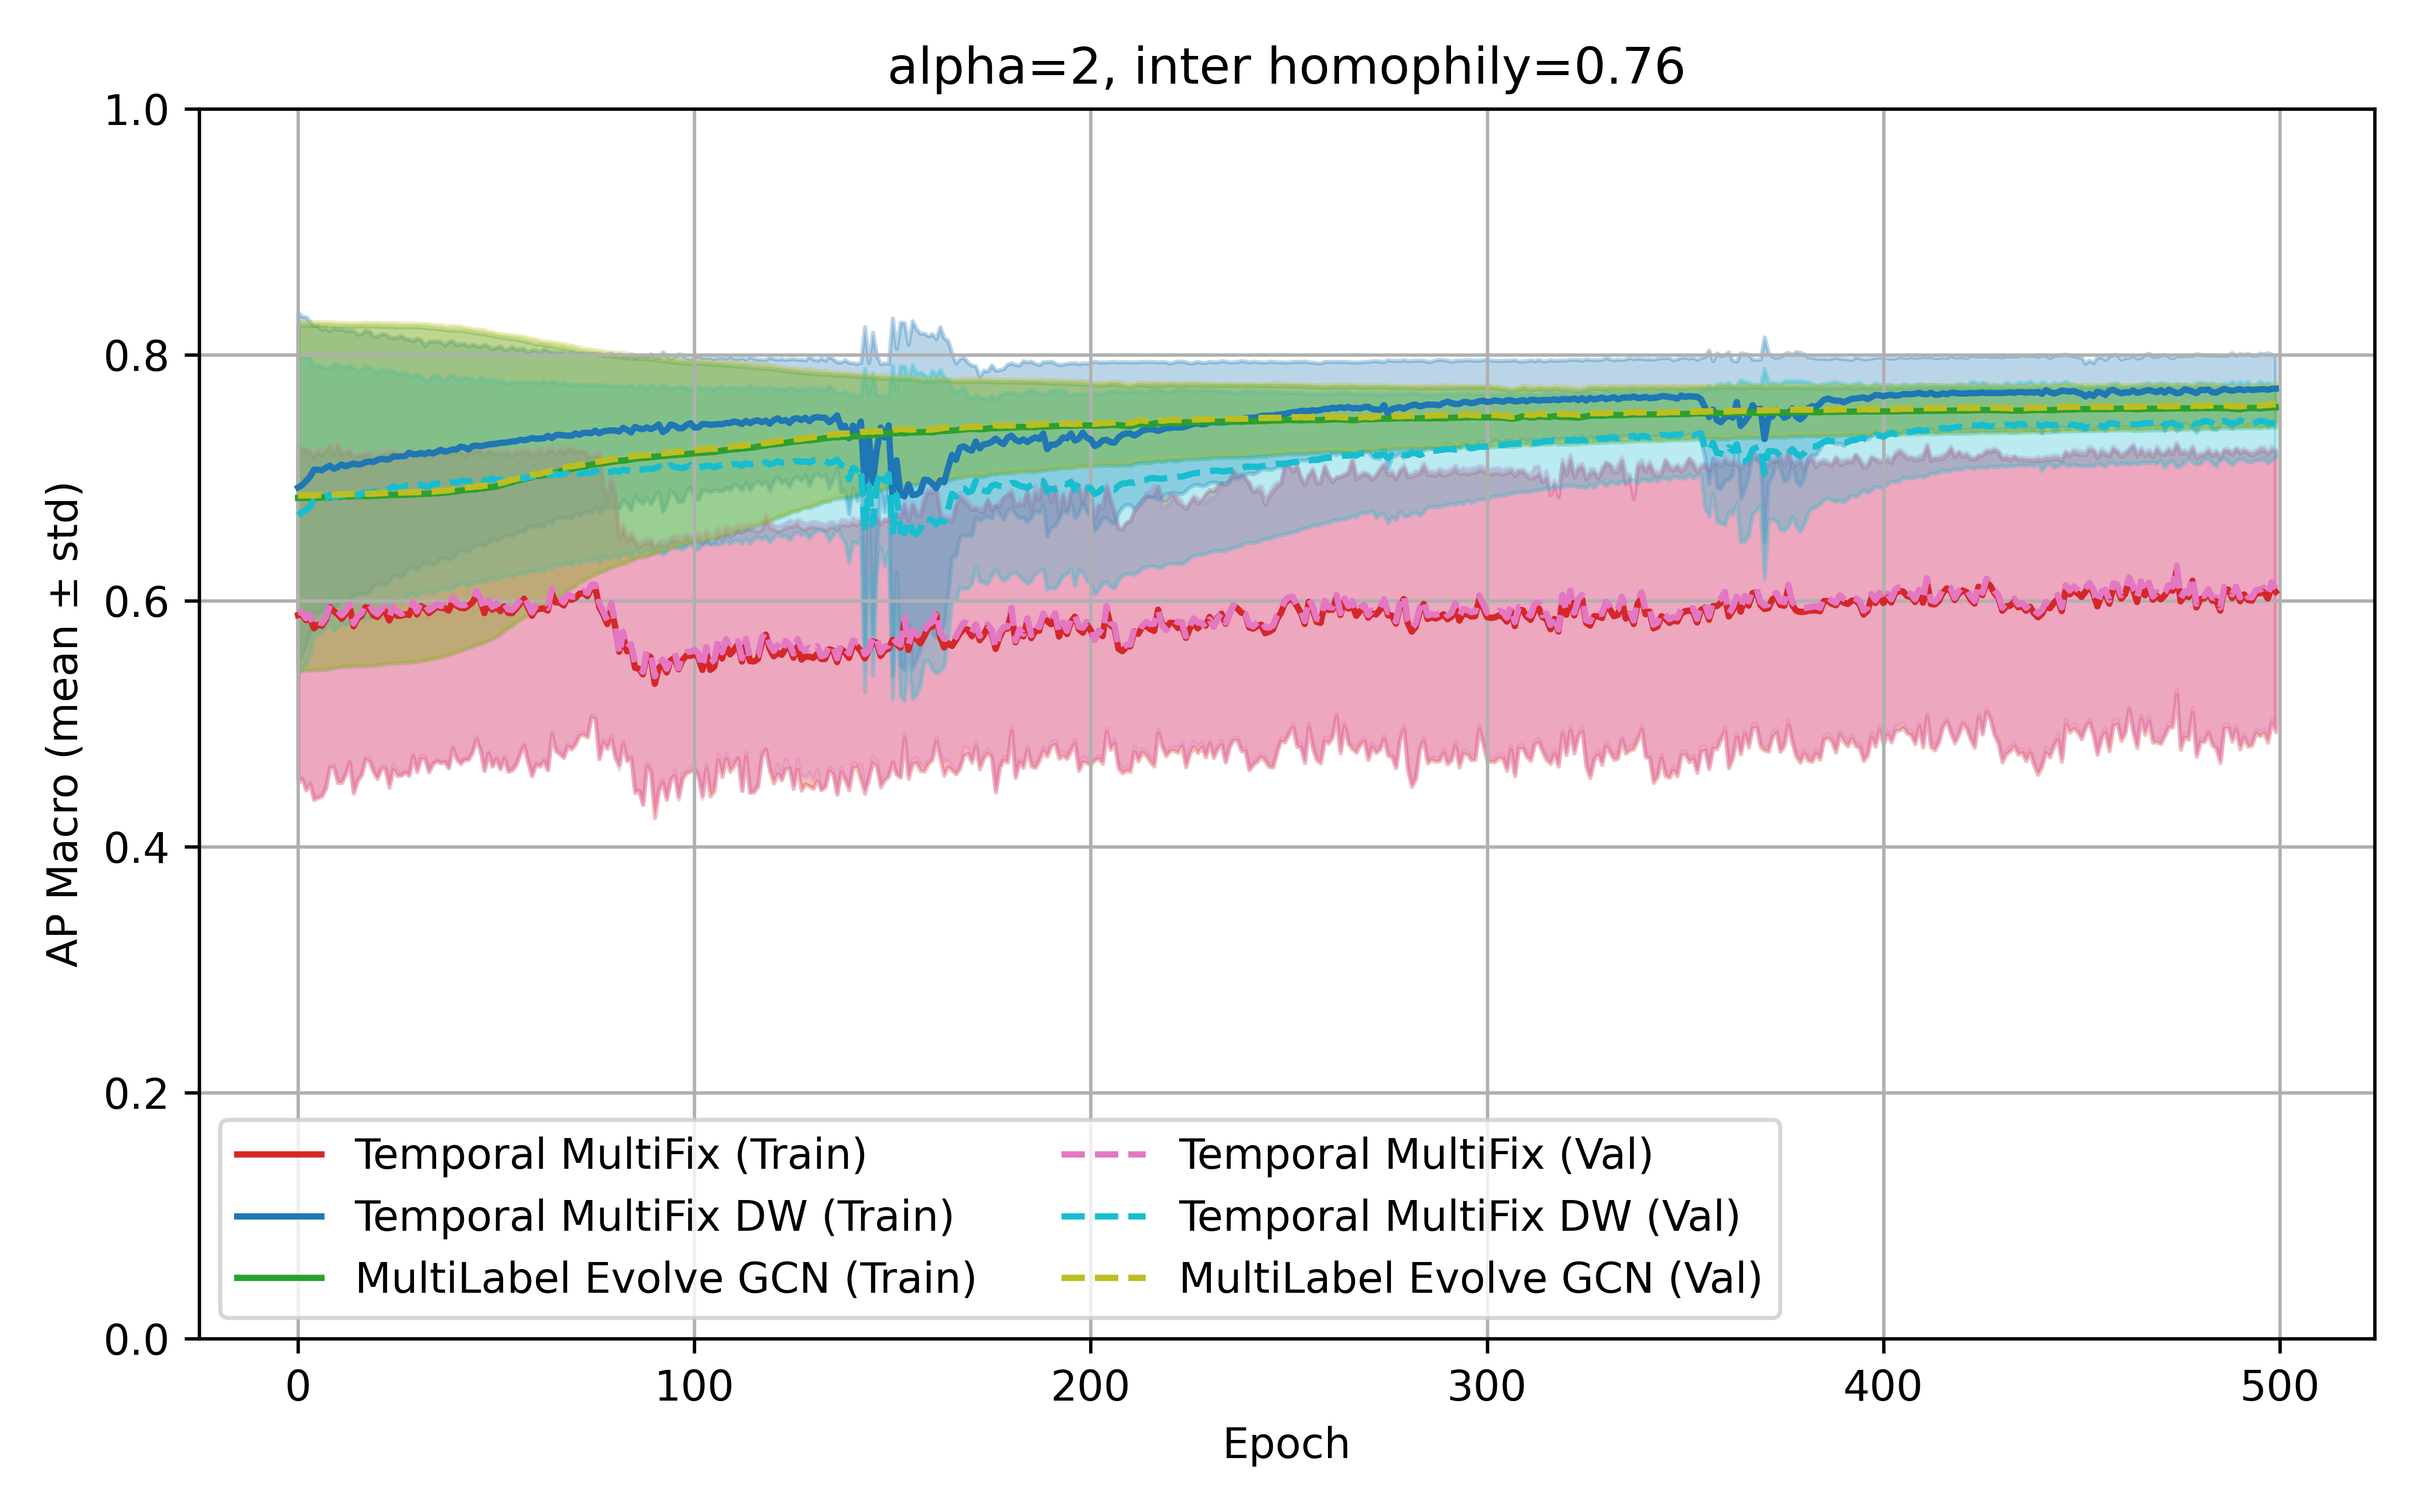 alpha=2, inter homophily=0.76
1.0
0.8
0.6
0.4
0.2
0.0
AP Macro (mean ± std)
Temporal MultiFix (Train)
Temporal MultiFix DW (Train)
MultiLabel Evolve GCN (Train)
Temporal MultiFix (Val)
Temporal MultiFix DW (Val)
MultiLabel Evolve GCN (Val)
0 100 200 300 400 500
Epoch